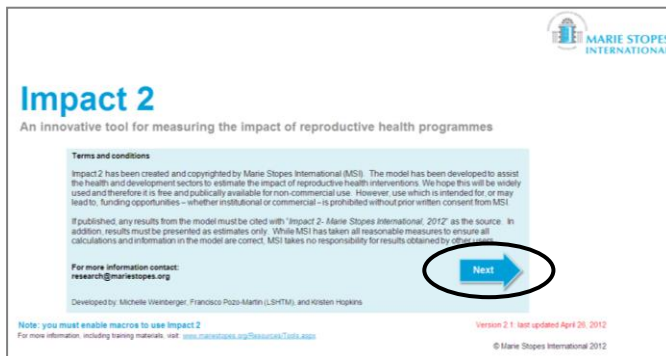 MARIE STOPES
INTERNATIONAL
Impact 2
An innovative tool for measuring the impact of reproductive health programmes
Terms and conditions
Impact 2 has been created and copyrighted by Marie Stopes International (MSI). The model has been developed to assist
the health and development sectors to estimate the impact of reproductive health interventions. We hope this will be widely
used and therefore it is free and publically available for non-commercial use. However, use which is intended for, or may
lead to, funding opportunities – whether institutional or commercial – is prohibited without prior written consent from MSI.
If published, any results from the model must be cited with "Impact 2- Marie Stopes International, 2012" as the source. In
addition, results must be presented as estimates only. While MSI has taken all reasonable measures to ensure all
calculations and information in the model are correct, MSI takes no responsibility for results obtained by other users.
For more information contact:
research@mariestopes.org
Next
Developed by: Michelle Weinberger, Francisco Pozo-Martin (LSHTM), and Kristen Hopkins
Note: you must enable macros to use Impact 2
Version 2.1: last updated April 26, 2012
For more information, including training materials, visit: www.mariestopes.org/Resources/Tools.aspx
© Marie Stopes International 2012